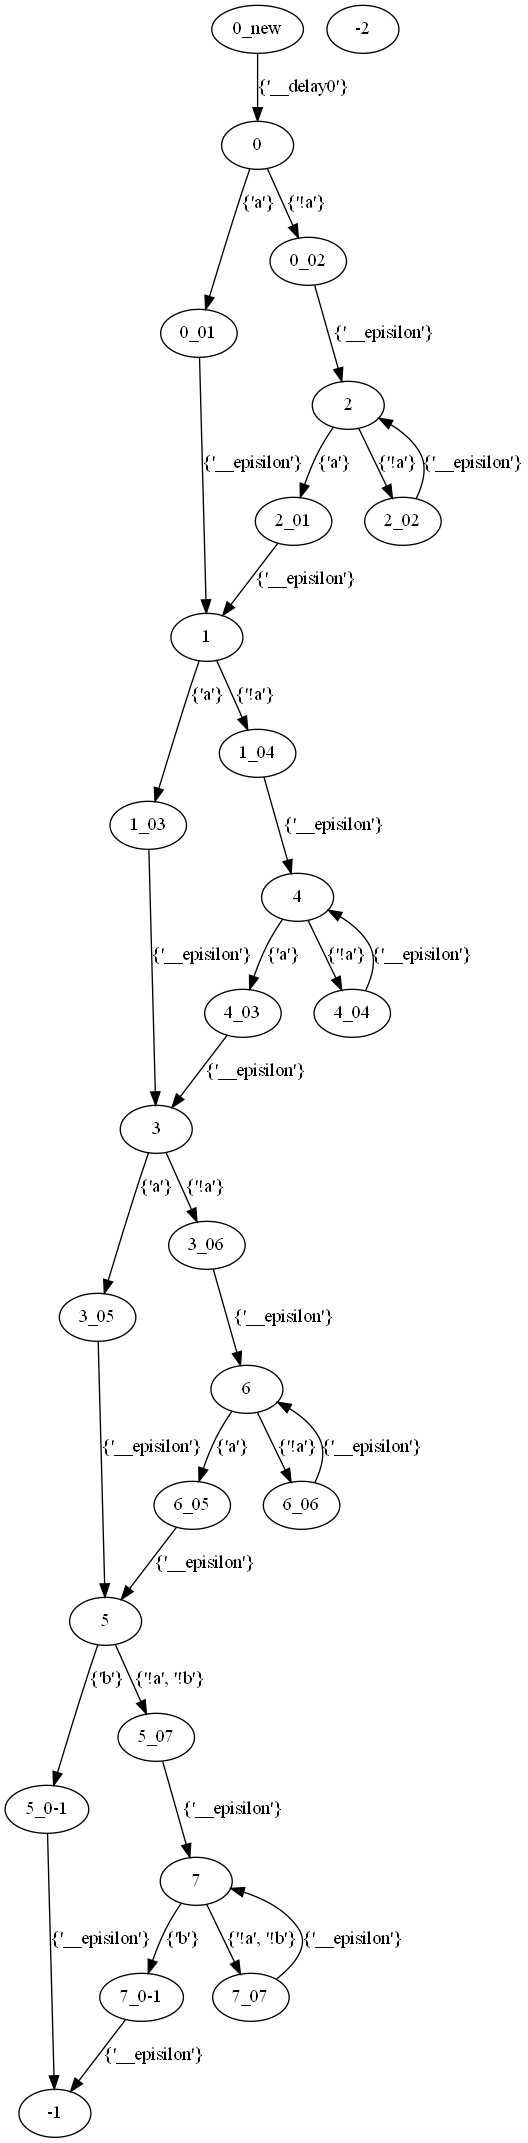 0_new
-2
{'__delay0'}
0
{'a'}
{'!a'}
0_02
0_01
{'__episilon'}
2
{'__episilon'}
{'a'}
{'!a'}
{'__episilon'}
2_01
2_02
{'__episilon'}
1
{'a'}
{'!a'}
1_04
1_03
{'__episilon'}
4
{'__episilon'}
{'a'}
{'!a'}
{'__episilon'}
4_03
4_04
{'__episilon'}
3
{'a'}
{'!a'}
3_06
3_05
{'__episilon'}
6
{'__episilon'}
{'a'}
{'!a'}
{'__episilon'}
6_05
6_06
{'__episilon'}
5
{'b'}
{'!a', '!b'}
5_07
5_0-1
{'__episilon'}
7
{'__episilon'}
{'b'}
{'!a', '!b'}
{'__episilon'}
7_0-1
7_07
{'__episilon'}
-1